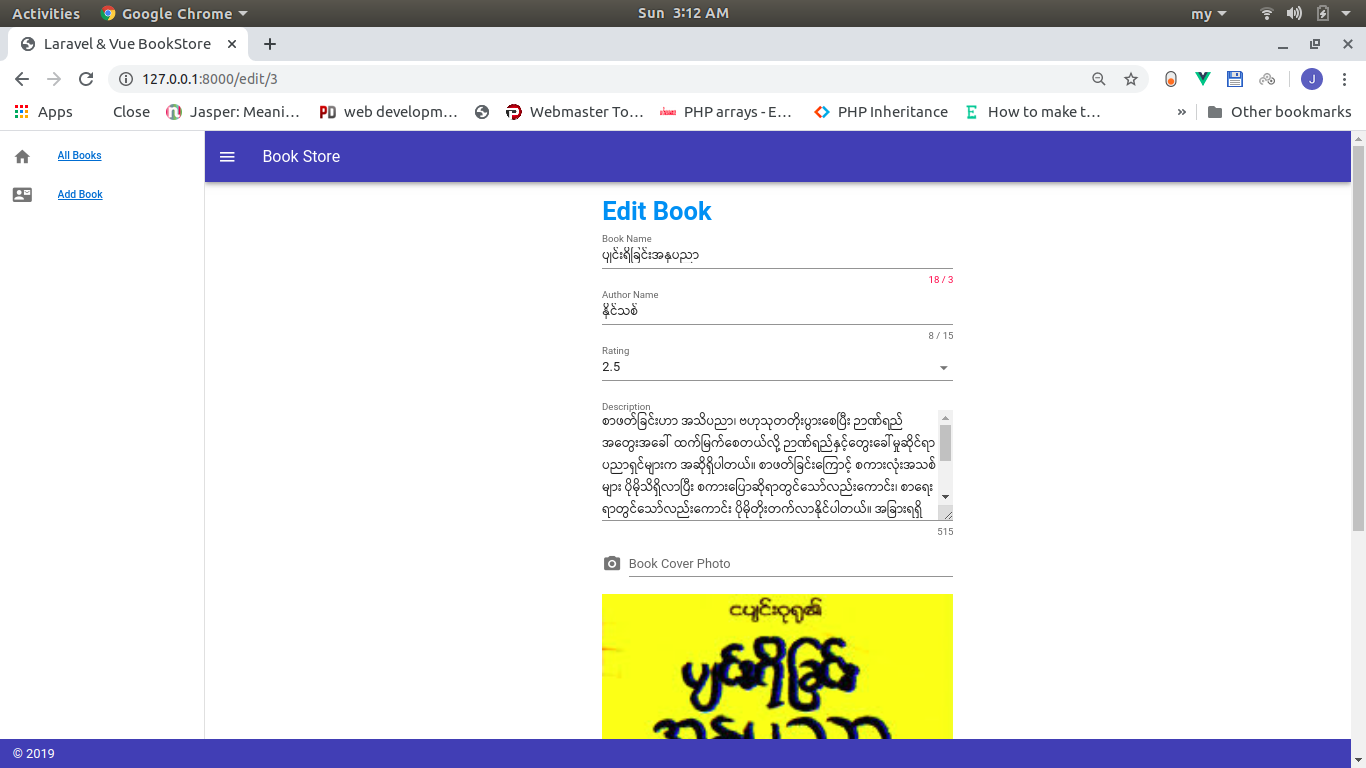 Activities
Google Chrome
Sun 3:12 AM
my
Laravel & Vue BookStore
127.0.0.1:8000/edit/3
J
Apps
Close
Jasper: Meani…
web developm…
Webmaster To…
PHP arrays - E…
PHP Inheritance
How to make t…
»
Other bookmarks
All Books
Add Book
Book Store
Edit Book
Book Name
ပျင်းရိခြင်းအနုပညာ
18 / 3
Author Name
နိုင်သစ်
8 / 15
Rating
2.5
Description
စာဖတ်ခြင်းဟာ အသိပညာ၊ ဗဟုသုတတိုးပွားစေပြီး ဉာဏ်ရည်
အတွေးအခေါ် ထက်မြက်စေတယ်လို့ ဉာဏ်ရည်နှင့်တွေးခေါ်မှုဆိုင်ရာ
ပညာရှင်များက အဆိုရှိပါတယ်။ စာဖတ်ခြင်းကြောင့် စကားလုံးအသစ်
များ ပိုမိုသိရှိလာပြီး စကားပြောဆိုရာတွင်သော်လည်းကောင်း၊ စာရေး
ရာတွင်သော်လည်းကောင်း ပိုမိုတိုးတက်လာနိုင်ပါတယ်။ အခြားရရှိ
515
Book Cover Photo
ငပျင်းဂုရု၏
ပျင်းရိခြင်း
အနုပညာ
© 2019